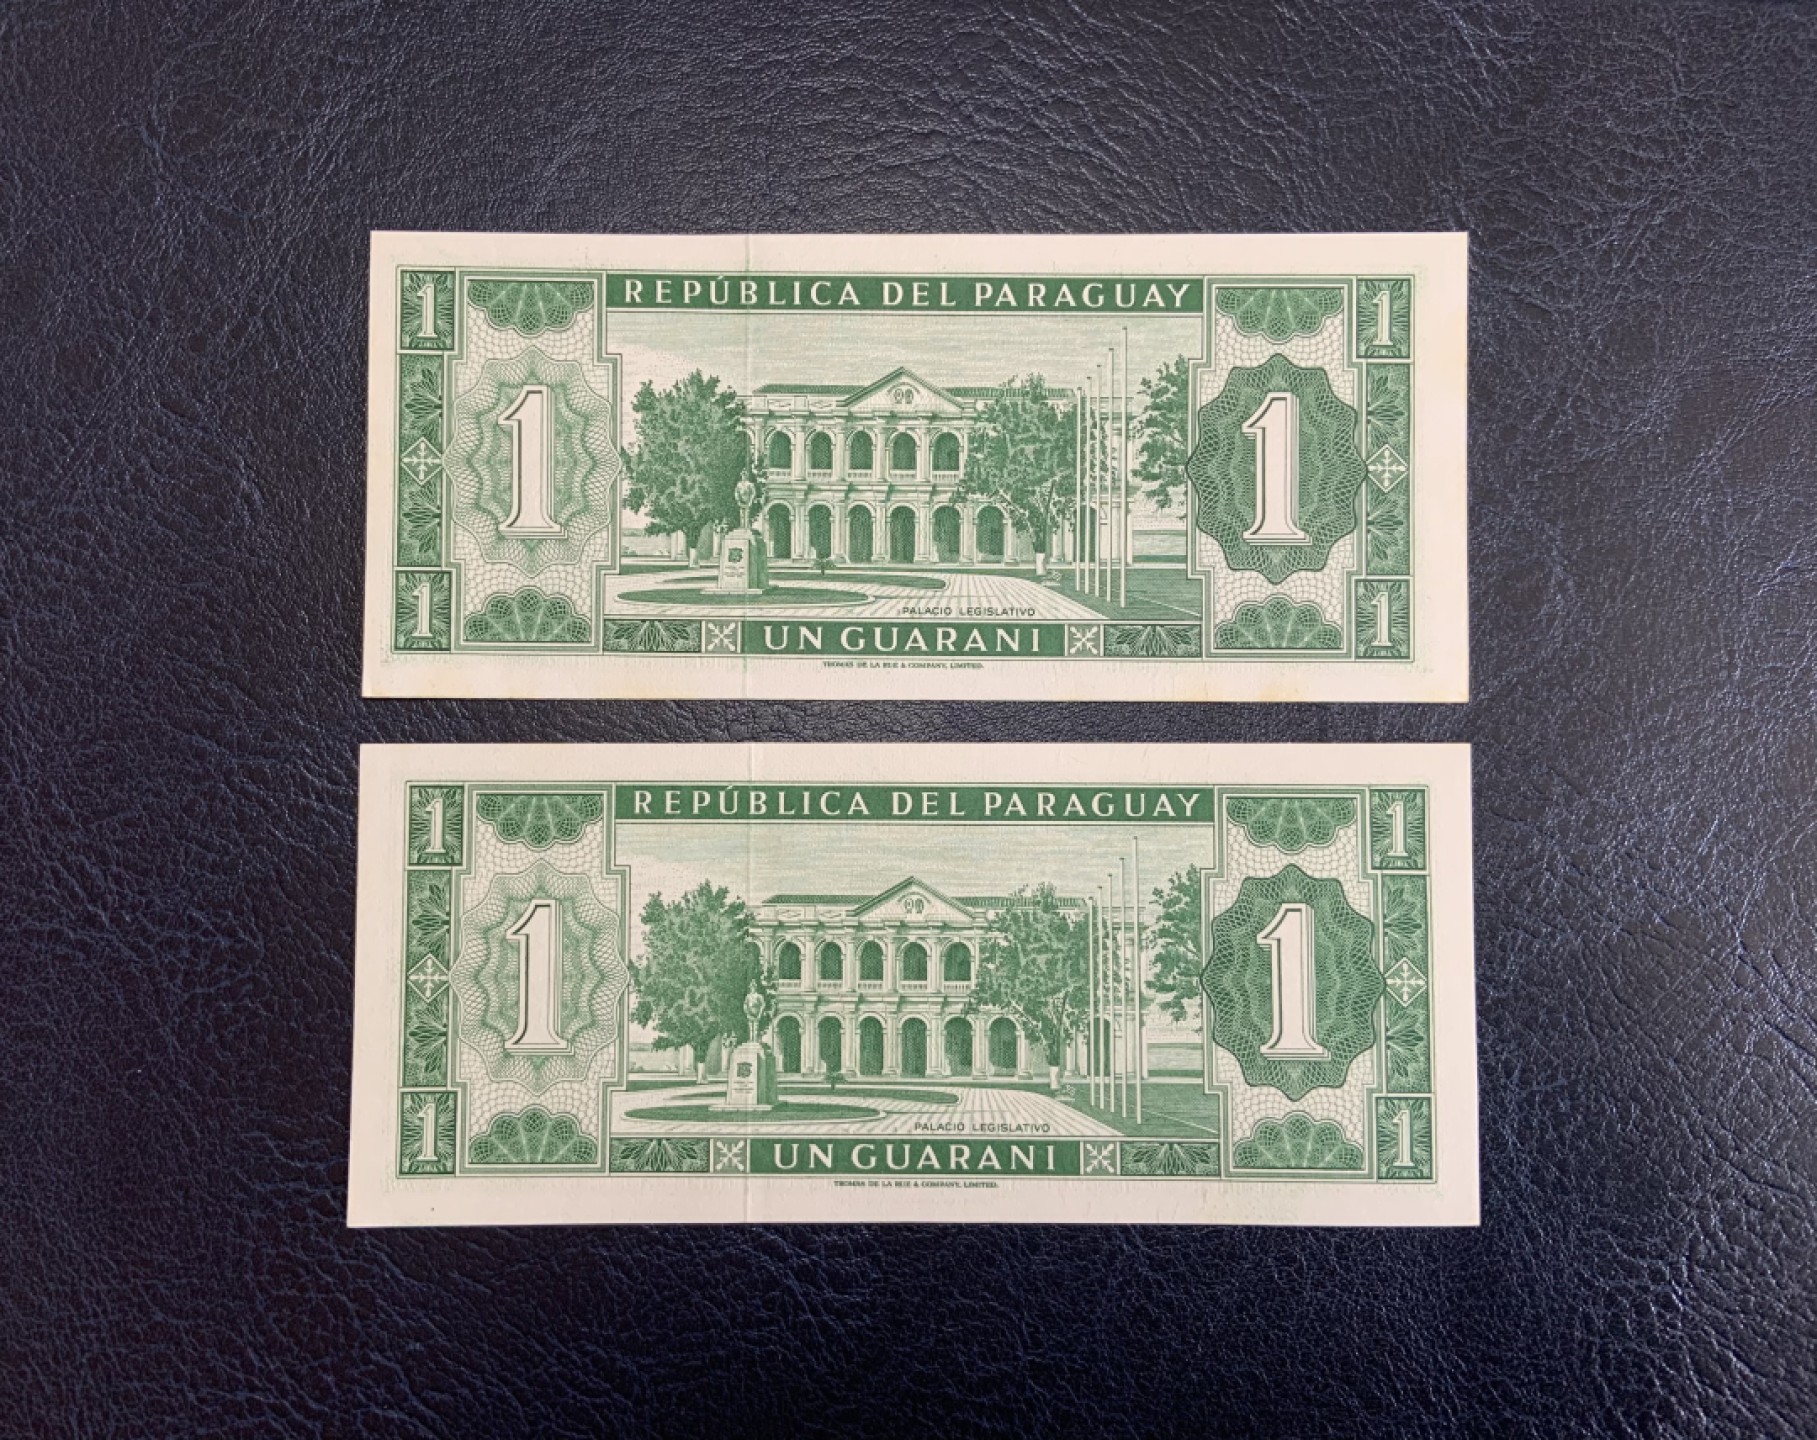 1 REPÚBLICA DEL PARAGUAY 1
1 1
PALACIO LEGISLATIVO
1 UN GUARANI 1
THOMAS DE LA RUE & COMPANY, LIMITED.
1 REPÚBLICA DEL PARAGUAY 1
1 1
PALACIO LEGISLATIVO
1 UN GUARANI 1
THOMAS DE LA RUE & COMPANY, LIMITED.